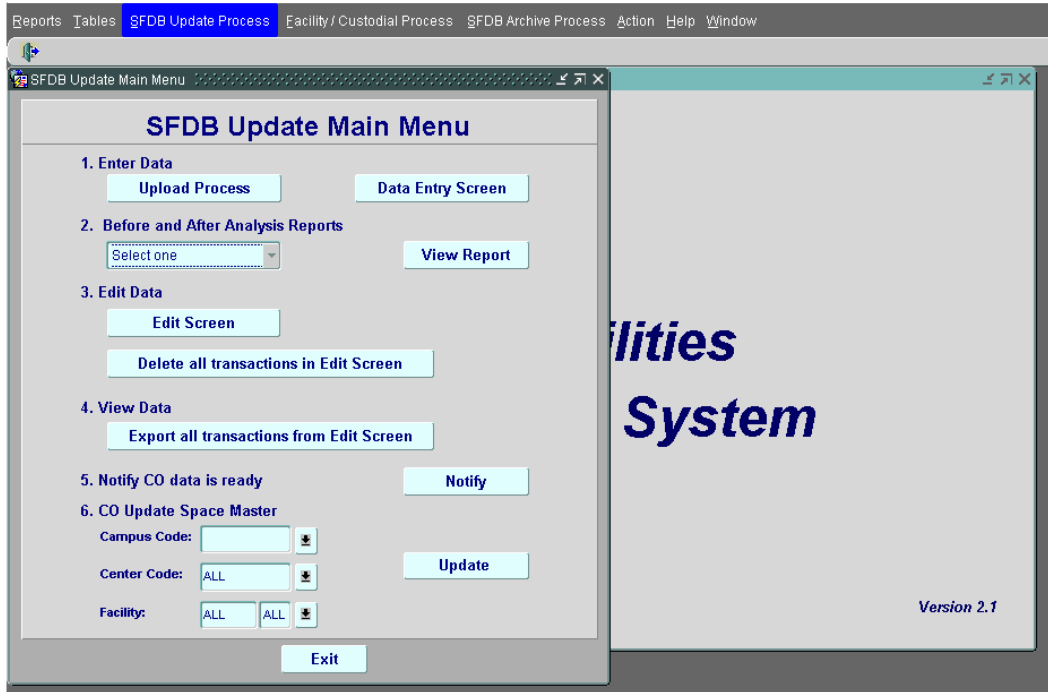 Reports Tables SFDB Update Process Facility / Custodial Process SFDB Archive Process Action Help Window
SFDB Update Main Menu
SFDB Update Main Menu
1. Enter Data
Upload Process Data Entry Screen
2. Before and After Analysis Reports
Select one View Report
3. Edit Data
Edit Screen
Delete all transactions in Edit Screen
4. View Data
Export all transactions from Edit Screen
5. Notify CO data is ready Notify
6. CO Update Space Master
Campus Code:
Center Code: ALL Update
Facility: ALL ALL
Exit
ilities
System
Version 2.1